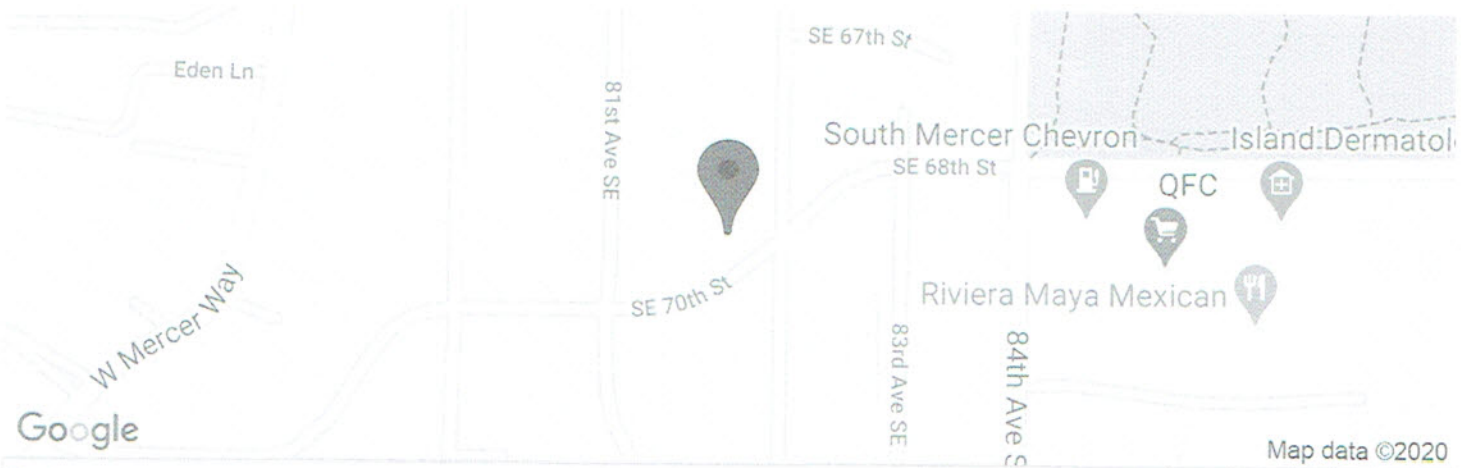 SE 67th St
Eden Ln
81st Ave SE
South Mercer Chevron
Island Dermatol
SE 68th St
QFC
SE 70th St
Riviera Maya Mexican
W Mercer Way
83rd Ave SE
84th Ave S
Google
Map data ©2020